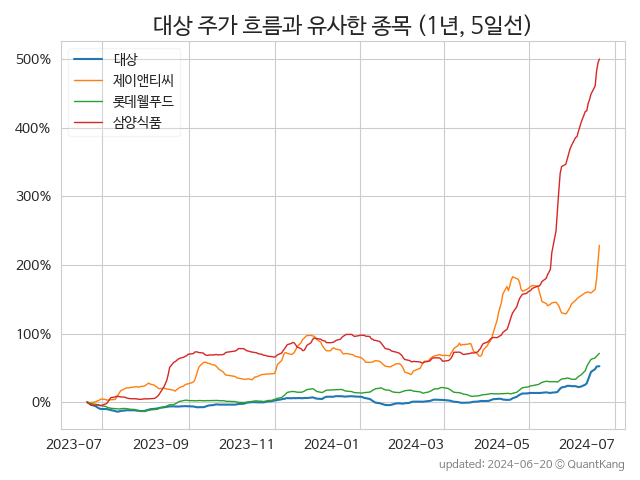 대상 주가 흐름과 유사한 종목 (1년, 5일선)
대상
제이앤티씨
롯데웰푸드
삼양식품
500%
400%
300%
200%
100%
0%
2023-07 2023-09 2023-11 2024-01 2024-03 2024-05 2024-07
updated: 2024-06-20 © QuantKang